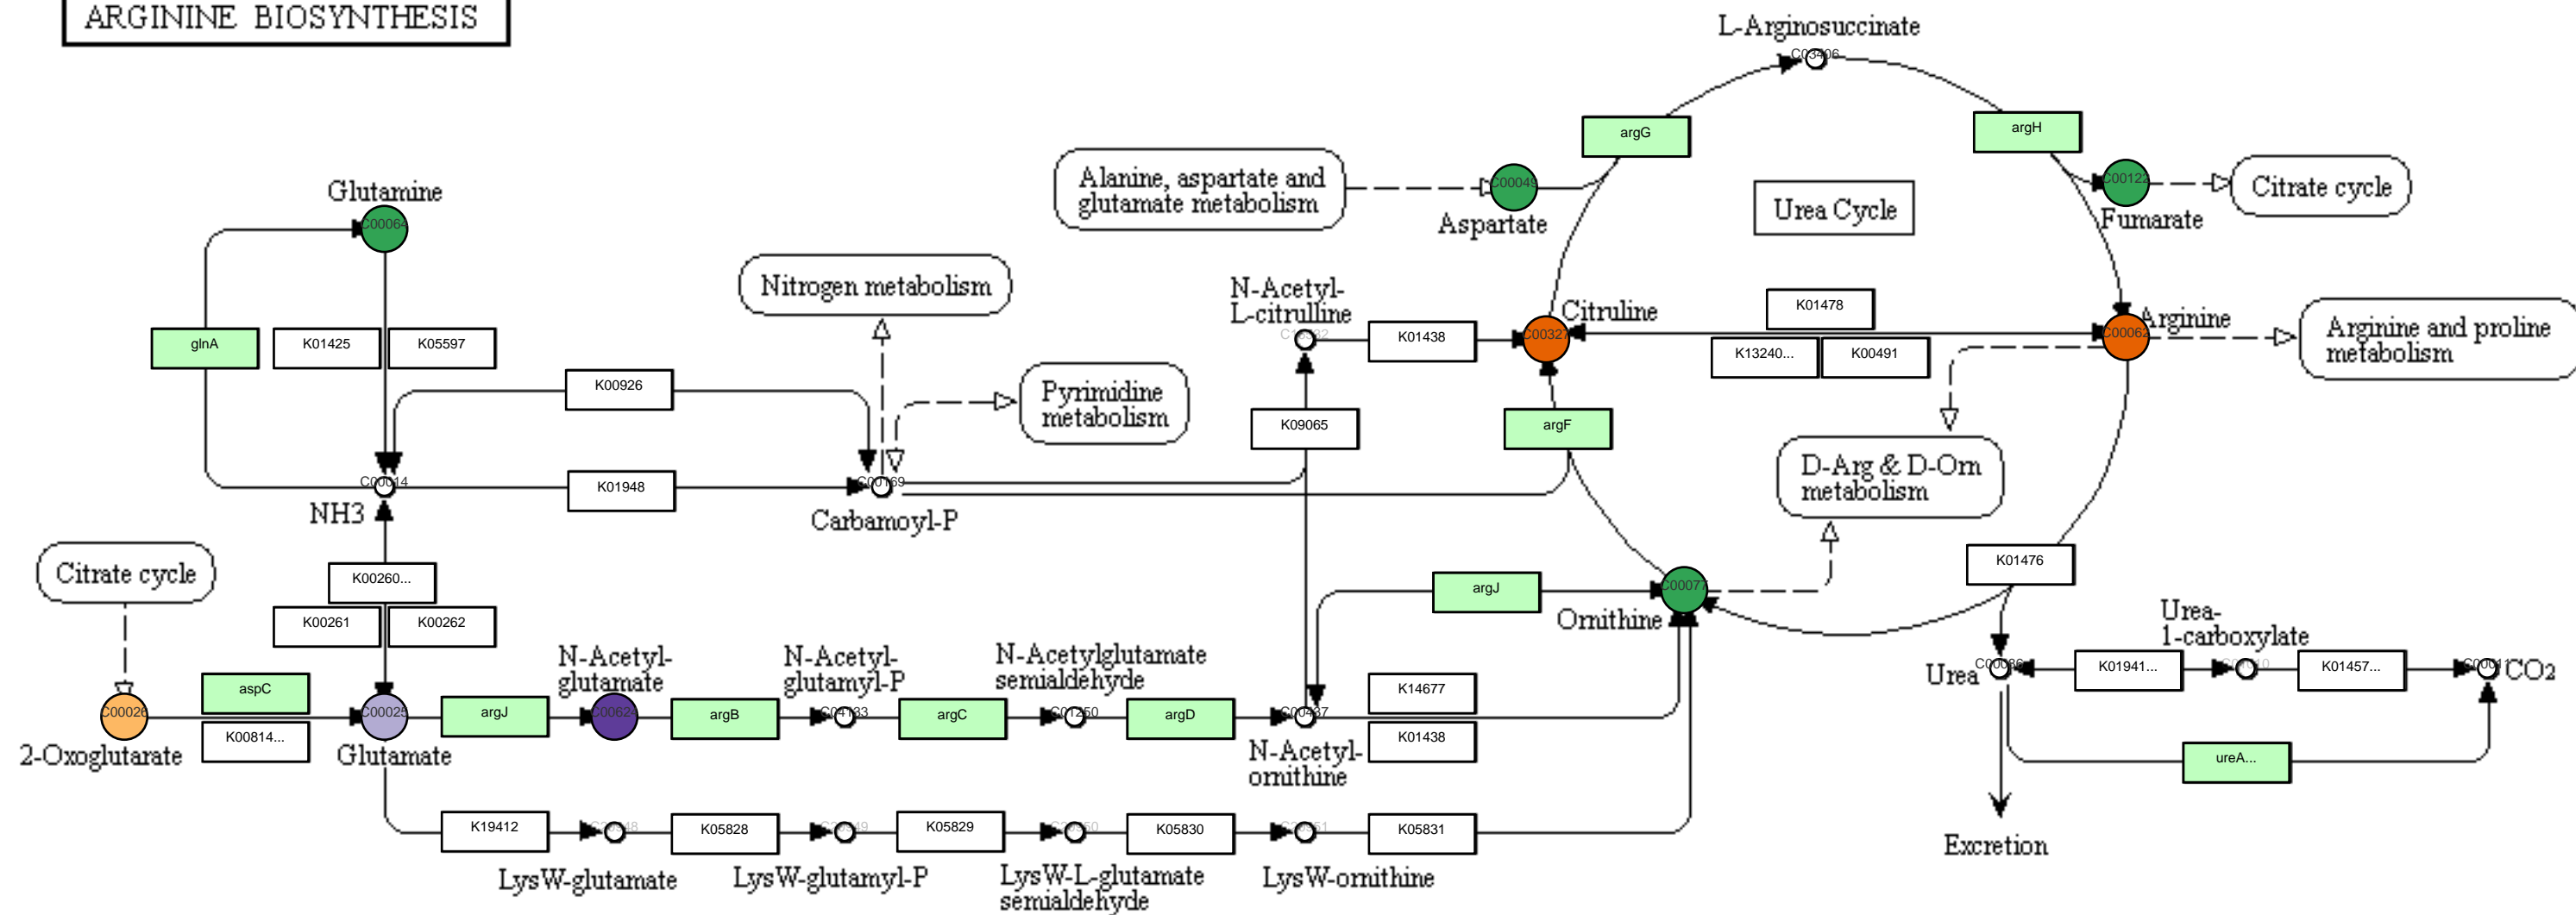 ARGININE BIOSYNTHESIS
L-Arginosuccinate
C03406
argG
argH
Alanine, aspartate and
glutamate metabolism
C00049
Aspartate
Urea Cycle
C00122
Fumarate
Citrate cycle
Glutamine
C00064
Nitrogen metabolism
N-Acetyl-
L-citrulline
K01438
C00327
Citruline
K01478
K13240...
K00491
C00062
Arginine
Arginine and proline
metabolism
glnA
K01425
K05597
K00926
Pyrimidine
metabolism
K09065
argF
D-Arg & D-Orn
metabolism
C00014
NH3
K01948
C00169
Carbamoyl-P
K01476
Citrate cycle
K00260...
K00261
K00262
argJ
C00077
Ornithine
Urea-
1-carboxylate
C00086
Urea
K01941...
K01457...
C00011
CO2
C00026
2-Oxoglutarate
aspC
K00814...
C00025
Glutamate
argJ
N-Acetyl-
glutamate
C00624
argB
N-Acetyl-
glutamyl-P
C04133
argC
N-Acetylglutamate
semialdehyde
C01250
argD
C00437
N-Acetyl-
ornithine
K14677
K01438
ureA...
K19412
LysW-glutamate
K05828
LysW-glutamyl-P
K05829
LysW-L-glutamate
semialdehyde
K05830
LysW-ornithine
K05831
Excretion